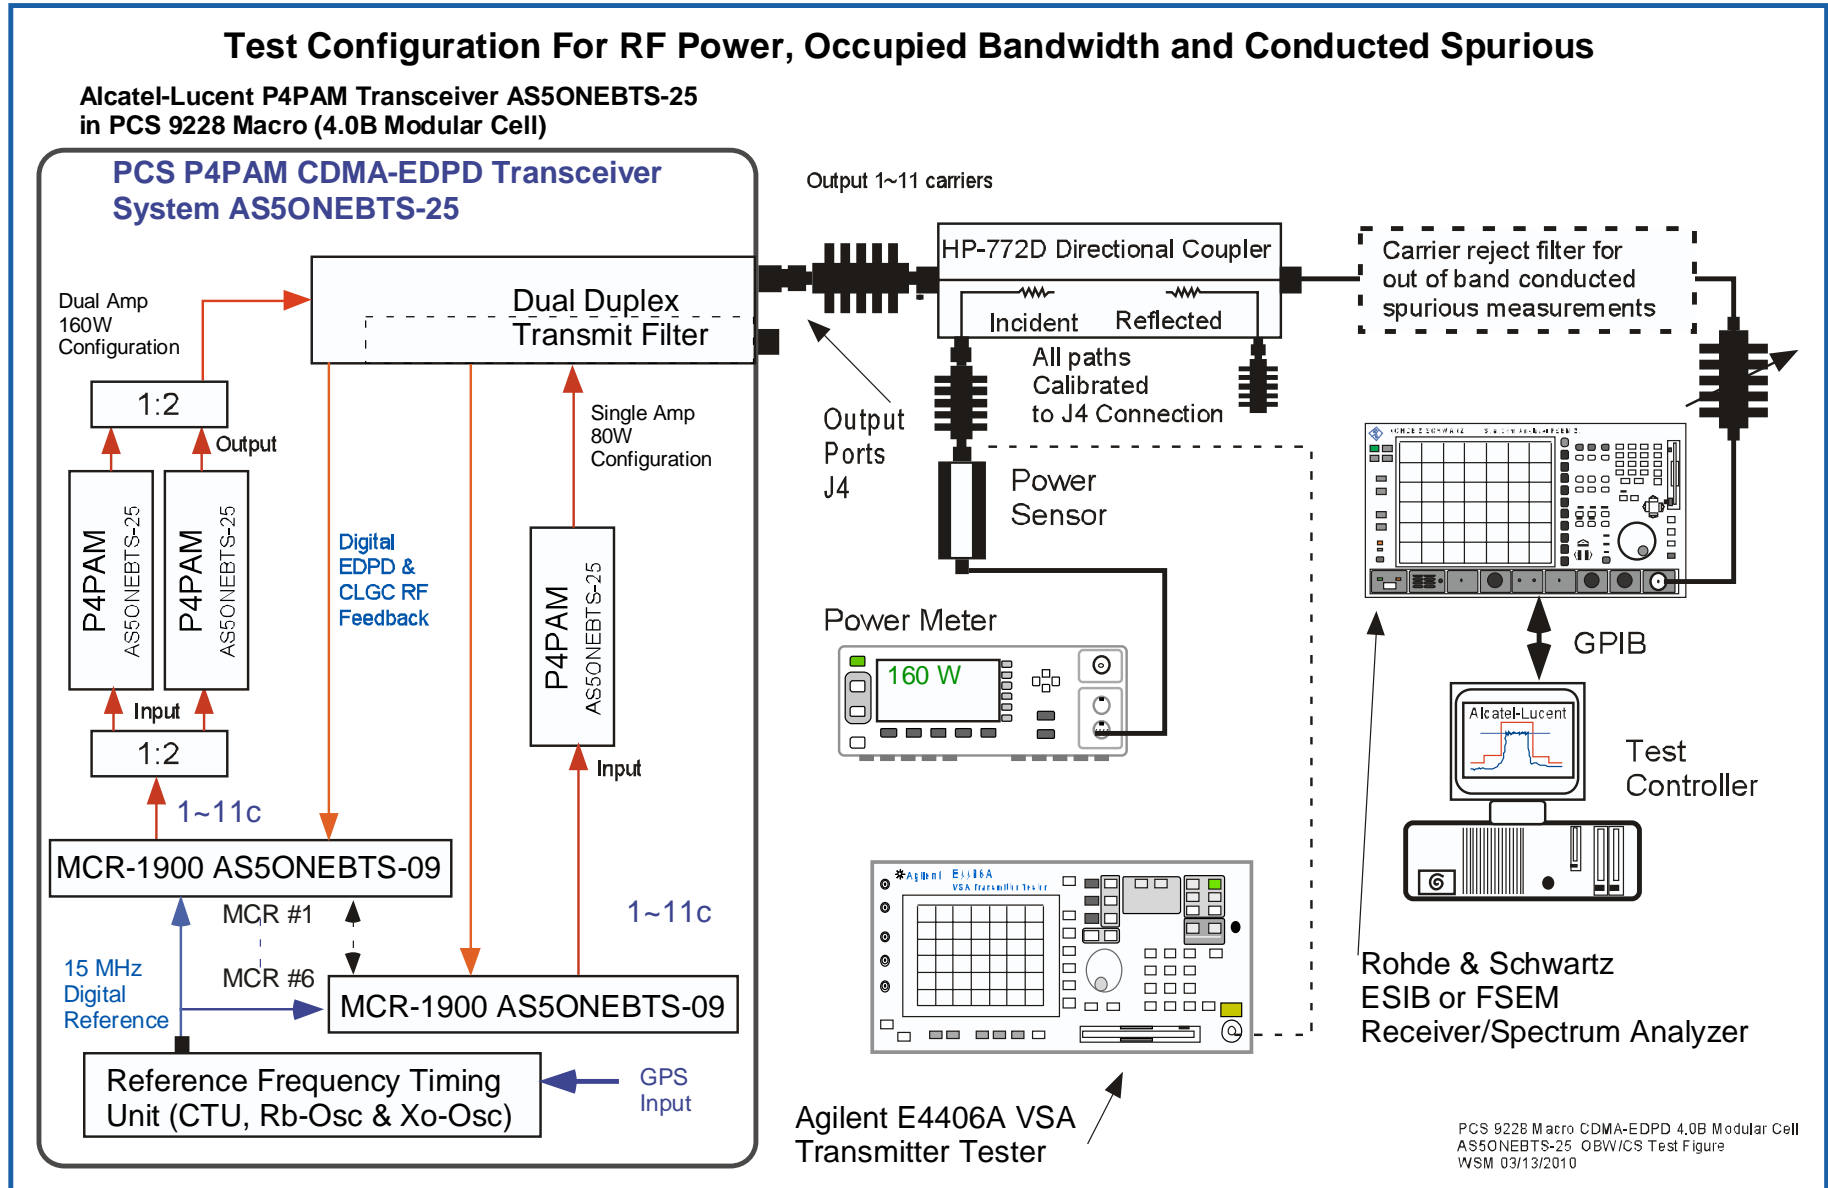 Test Configuration For RF Power, Occupied Bandwidth and Conducted Spurious
Alcatel-Lucent P4PAM Transceiver AS5ONEBTS-25
in PCS 9228 Macro (4.0B Modular Cell)
PCS P4PAM CDMA-EDPD Transceiver
System AS5ONEBTS-25
Output 1~11 carriers
HP-772D Directional Coupler
Incident
Reflected
Carrier reject filter for
out of band conducted
spurious measurements
Dual Amp
160W
Configuration
Dual Duplex
Transmit Filter
All paths
Calibrated
to J4 Connection
1:2
Output
Single Amp
80W
Configuration
Output
Ports
J4
P4PAM
AS5ONEBTS-25
P4PAM
AS5ONEBTS-25
Digital
EDPD &
CLGC RF
Feedback
P4PAM
AS5ONEBTS-25
Power
Sensor
Power Meter
160 W
GPIB
Input
1:2
Input
Alcatel-Lucent
Test
Controller
1~11c
MCR-1900 AS5ONEBTS-09
MCR #1
1~11c
Agilent E4406A
VSA Transmitter Tester
15 MHz
Digital
Reference
MCR #6
MCR-1900 AS5ONEBTS-09
Rohde & Schwartz
ESIB or FSEM
Receiver/Spectrum Analyzer
Reference Frequency Timing
Unit (CTU, Rb-Osc & Xo-Osc)
GPS
Input
Agilent E4406A VSA
Transmitter Tester
PCS 9228 Macro CDMA-EDPD 4.0B Modular Cell
AS5ONEBTS-25 OBW/CS Test Figure
WSM 03/13/2010